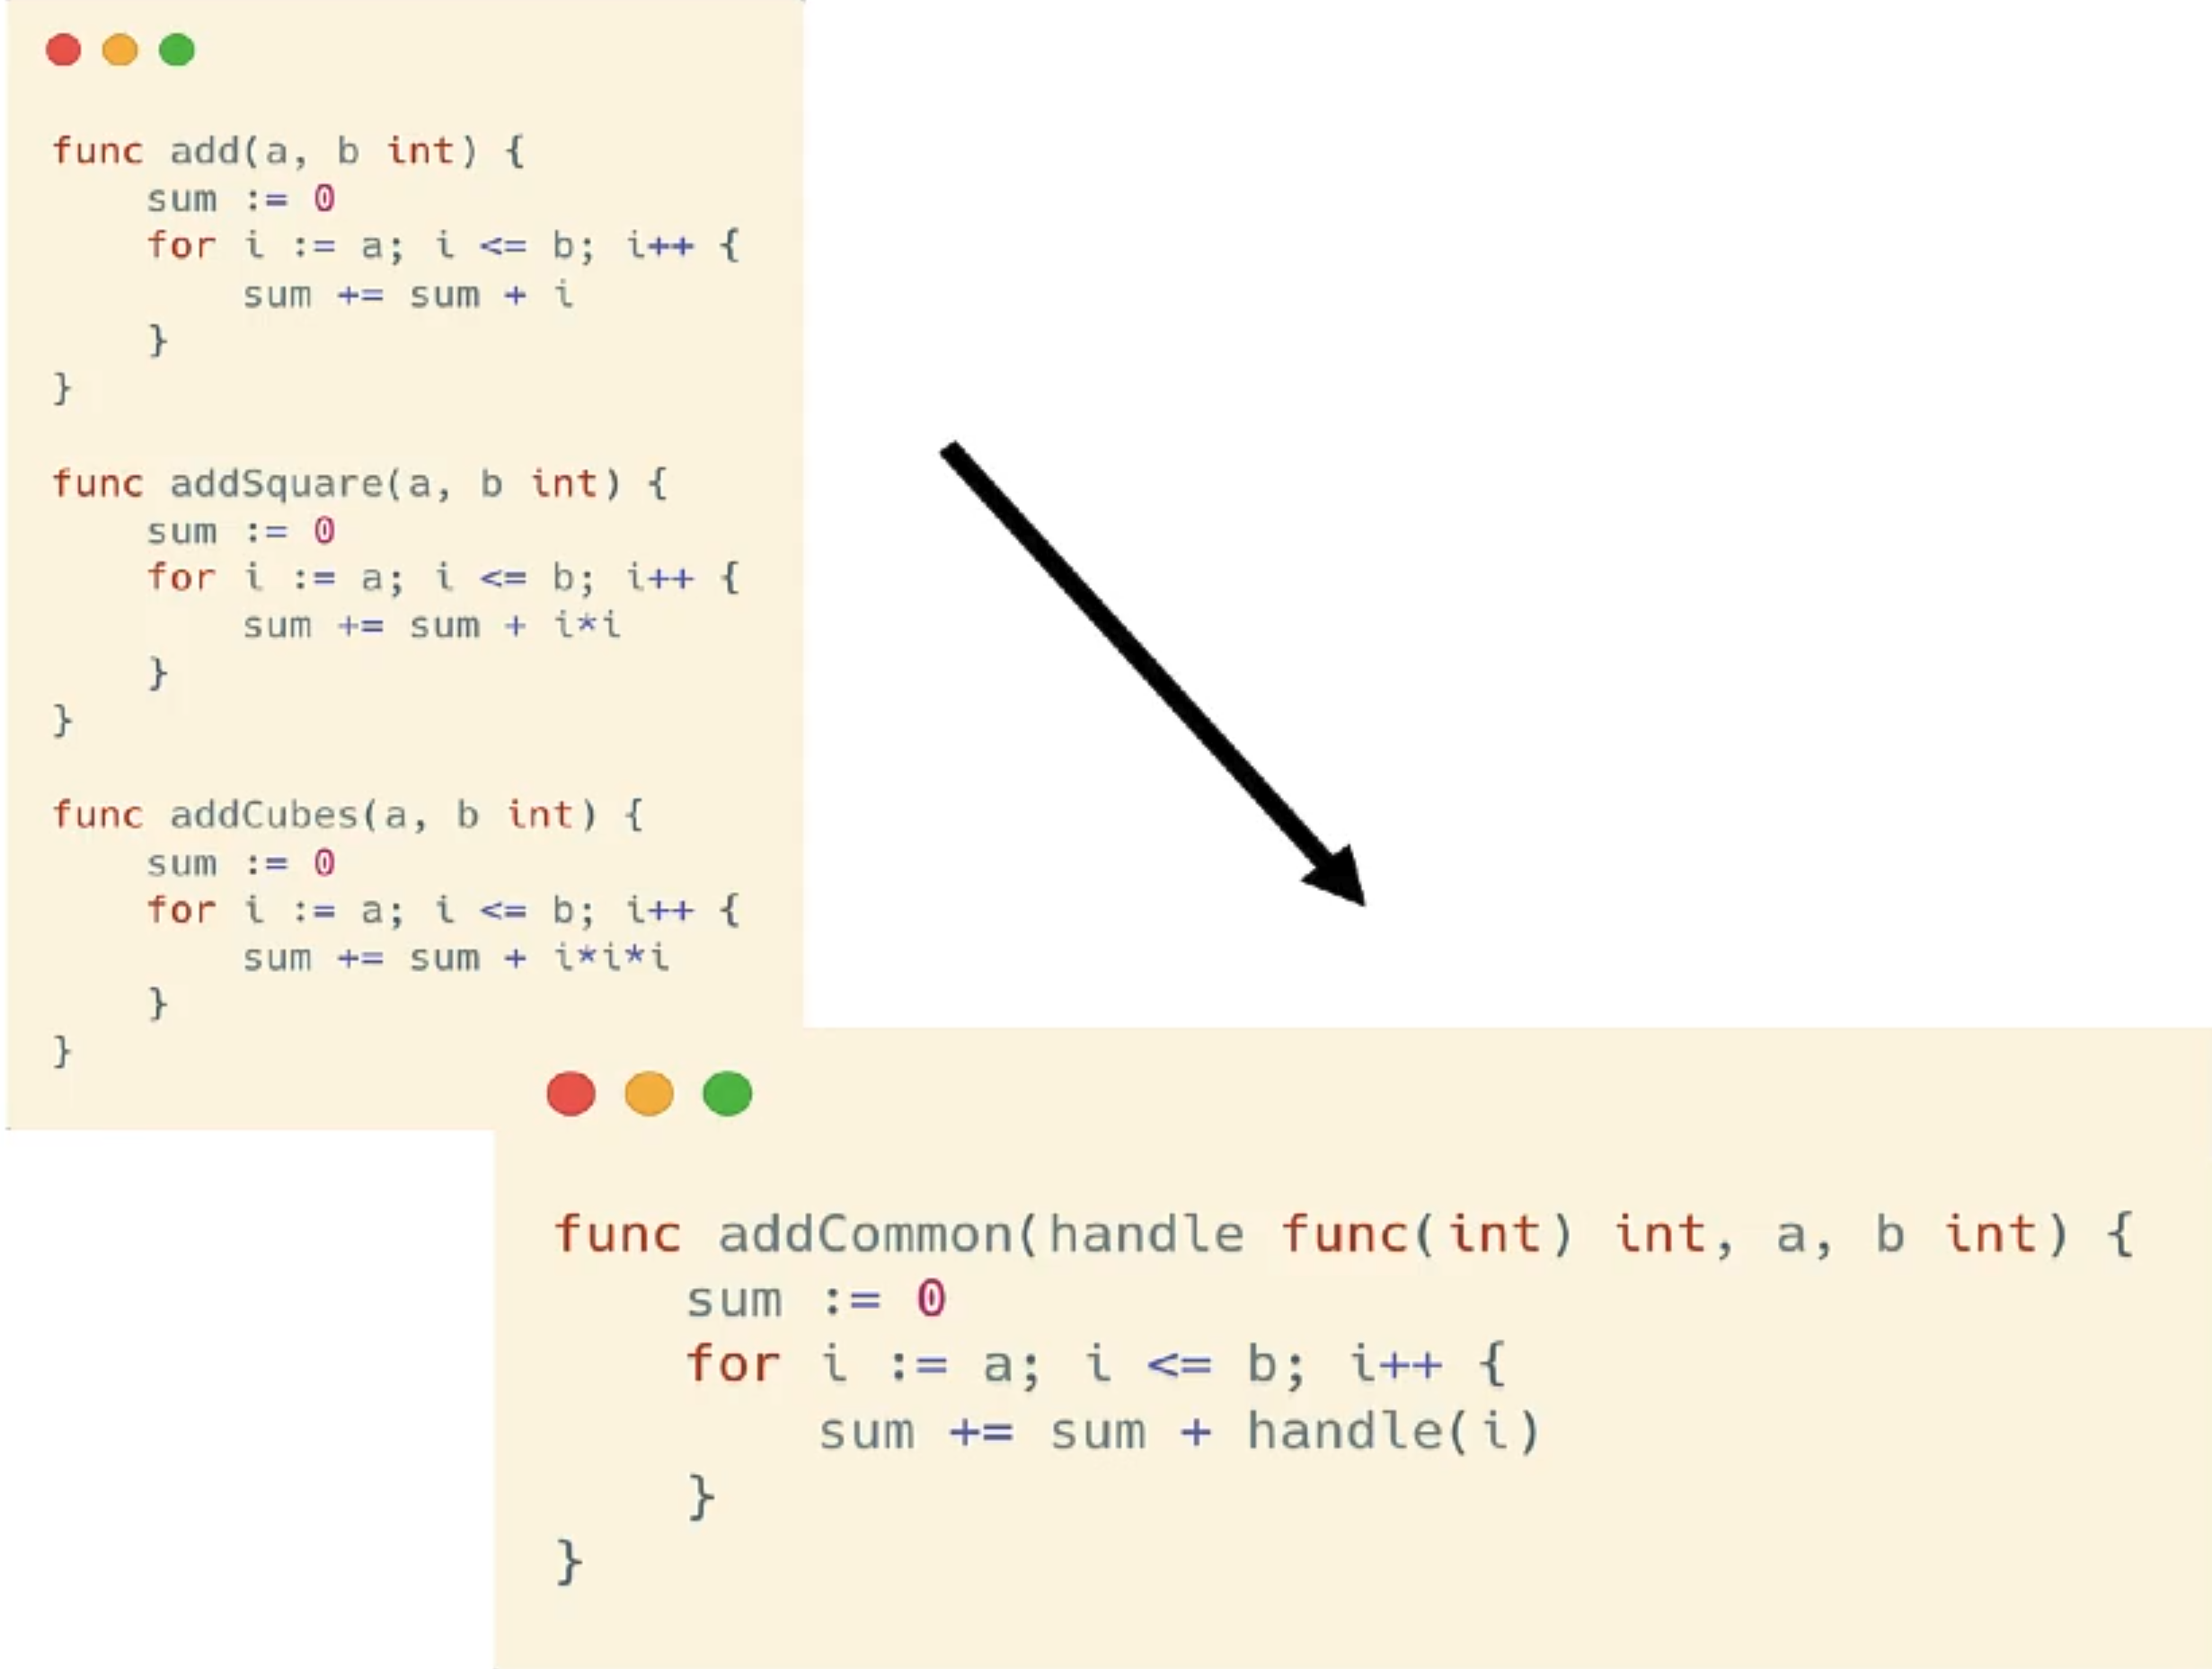 func add(a, b int) {
sum := 0
for i := a; i <= b; i++ {
sum += sum + i
}
}
func addSquare(a, b int) {
sum := 0
for i := a; i <= b; i++ {
sum += sum + i*i
}
}
func addCubes(a, b int) {
sum := 0
for i := a; i <= b; i++ {
sum += sum + i*i*i
}
}
func addCommon(handle func(int) int, a, b int) {
sum := 0
for i := a; i <= b; i++ {
sum += sum + handle(i)
}
}